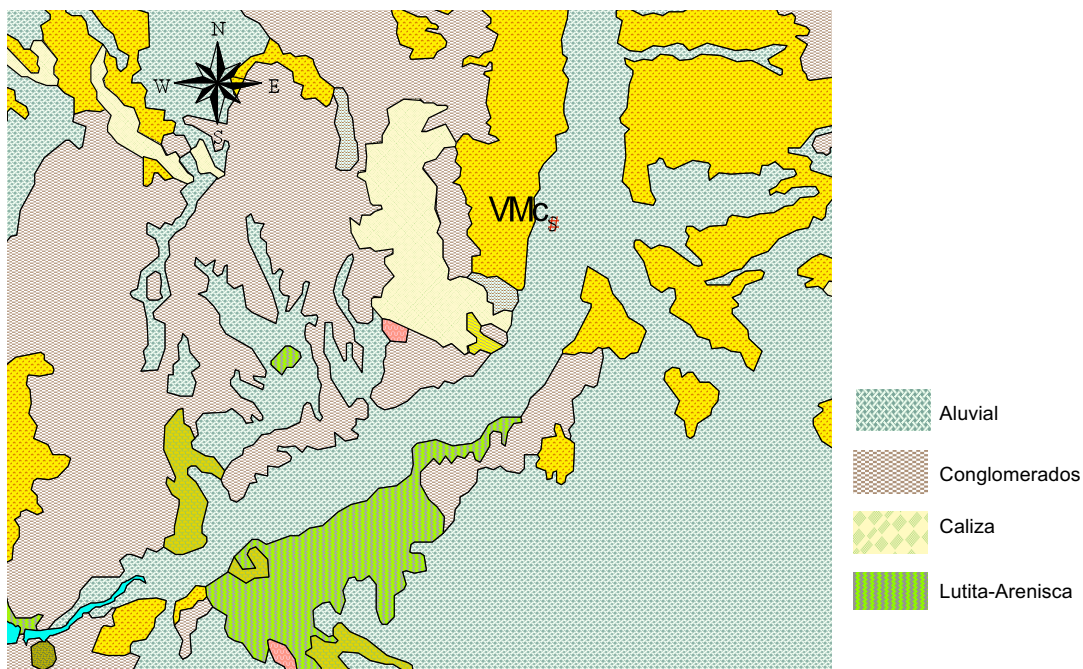 N
W E
S
VMc
s
Aluvial
Conglomerados
Caliza
Lutita-Arenisca